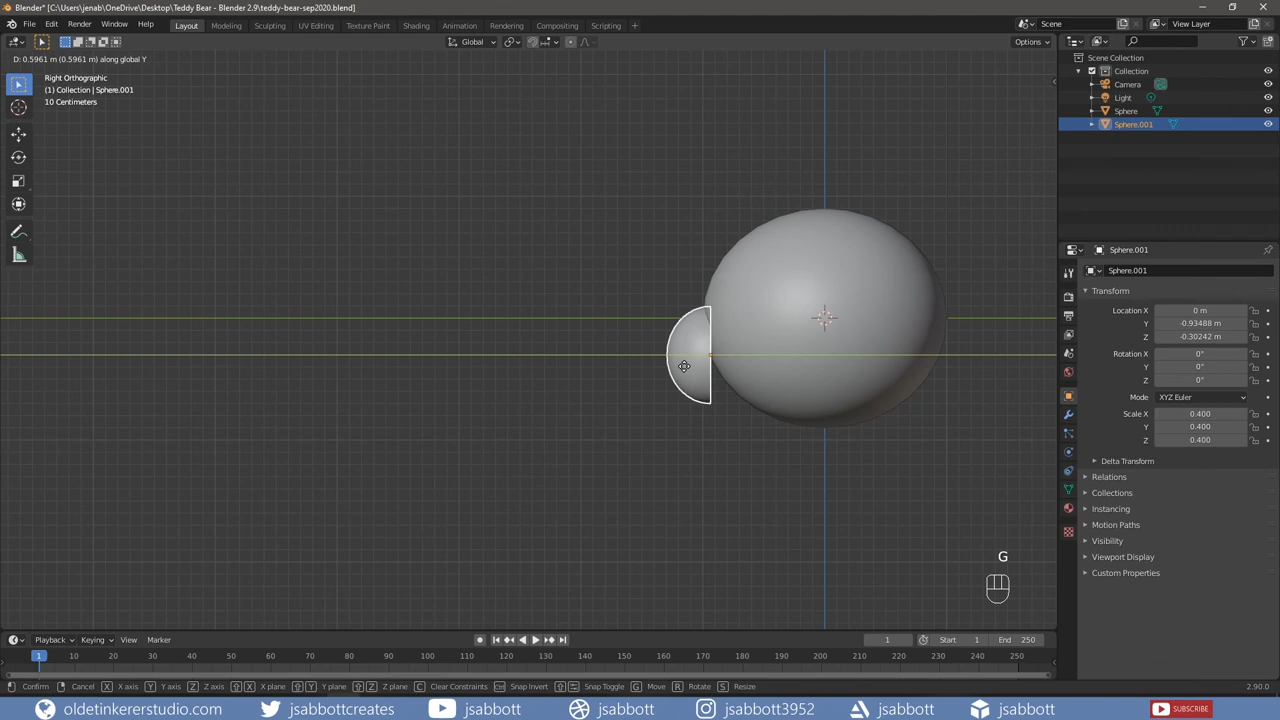 Blender* [C:\Users\jenab\OneDrive\Desktop\Teddy Bear - Blender 2.9\teddy-bear-sep2020.blend]
File Edit Render Window Help Layout Modeling Sculpting UV Editing Texture Paint Shading Animation Rendering Compositing Scripting Scene View Layer
Global Options
D: 0.5961 m (0.5961 m) along global Y
Right Orthographic
(1) Collection | Sphere.001
10 Centimeters
Scene Collection
Collection
Camera
Light
Sphere
Sphere.001
Sphere.001
Sphere.001
Transform
Location X 0 m
Y -0.93488 m
Z -0.30242 m
Rotation X 0°
Y 0°
Z 0°
Mode XYZ Euler
Scale X 0.400
Y 0.400
Z 0.400
Delta Transform
Relations
Collections
Instancing
Motion Paths
Visibility
Viewport Display
Custom Properties
G
Playback Keying View Marker 1 Start 1 End 250
1 10 20 30 40 50 60 70 80 90 100 110 120 130 140 150 160 170 180 190 200 210 220 230 240 250
Confirm Cancel X X axis Y Y axis Z Z axis X X plane Y Y plane Z Z plane C Clear Constraints Ctrl Snap Invert Snap Toggle G Move R Rotate S Resize 2.90.0
oldetinkererstudio.com jsabbottcreates jsabbott jsabbott jsabbott3952 jsabbott jsabbott SUBSCRIBE